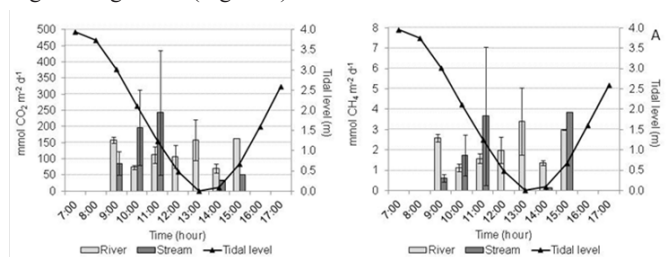 500 4.0 8 4.0 A
450 3.5 7 3.5
400 3.0 6 3.0
350 2.5 5 2.5
300 2.0 4 2.0
250 1.5 3 1.5
200 1.0 2 1.0
150 0.5 1 0.5
100 0.0 0 0.0
50
0
mmol CO₂ m⁻² d⁻¹
Tidal level (m)
7:00 8:00 9:00 10:00 11:00 12:00 13:00 14:00 15:00 16:00 17:00
Time (hour)
River Stream Tidal level
mmol CH₄ m⁻² d⁻¹
Tidal level (m)
7:00 8:00 9:00 10:00 11:00 12:00 13:00 14:00 15:00 16:00 17:00
Time (hour)
River Stream Tidal level